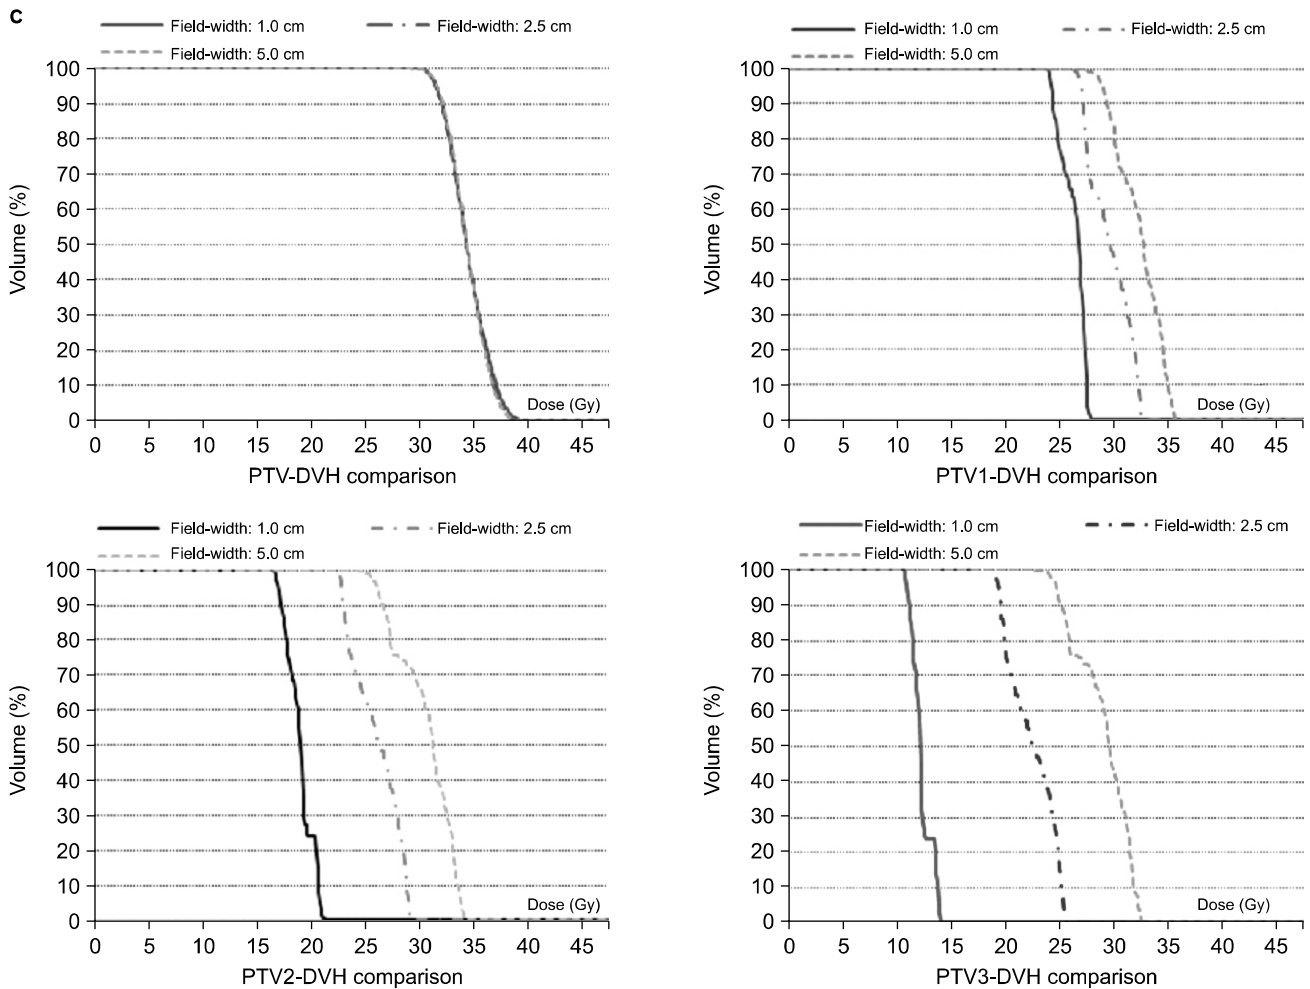 c
Field-width: 1.0 cm Field-width: 2.5 cm
Field-width: 5.0 cm
100
90
80
70
60
50
40
30
20
10
0
Volume (%)
Dose (Gy)
0 5 10 15 20 25 30 35 40 45
PTV-DVH comparison
Field-width: 1.0 cm Field-width: 2.5 cm
Field-width: 5.0 cm
100
90
80
70
60
50
40
30
20
10
0
Volume (%)
Dose (Gy)
0 5 10 15 20 25 30 35 40 45
PTV1-DVH comparison
Field-width: 1.0 cm Field-width: 2.5 cm
Field-width: 5.0 cm
100
90
80
70
60
50
40
30
20
10
0
Volume (%)
Dose (Gy)
0 5 10 15 20 25 30 35 40 45
PTV2-DVH comparison
Field-width: 1.0 cm Field-width: 2.5 cm
Field-width: 5.0 cm
100
90
80
70
60
50
40
30
20
10
0
Volume (%)
Dose (Gy)
0 5 10 15 20 25 30 35 40 45
PTV3-DVH comparison